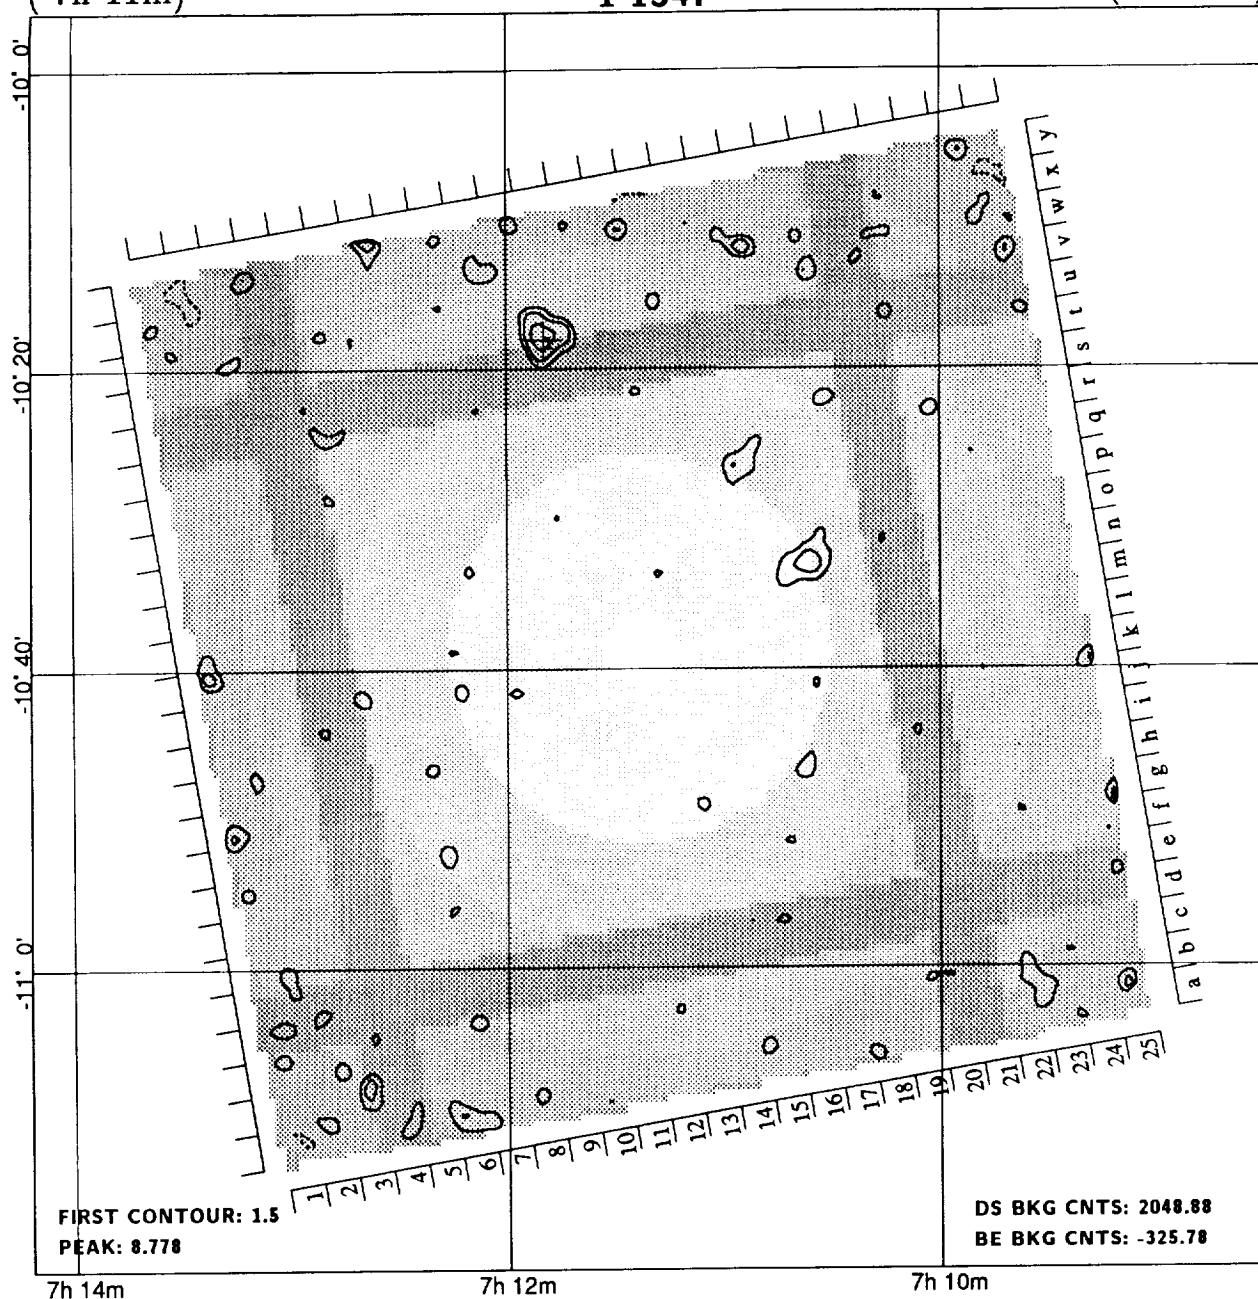 -10° 0'
-10° 20'
-10° 40'
-11° 0'
a b c d e f g h i j k l m n o p q r s t u v w x y
1 2 3 4 5 6 7 8 9 10 11 12 13 14 15 16 17 18 19 20 21 22 23 24 25
FIRST CONTOUR: 1.5
PEAK: 8.778
DS BKG CNTS: 2048.88
BE BKG CNTS: -325.78
7h 14m
7h 12m
7h 10m